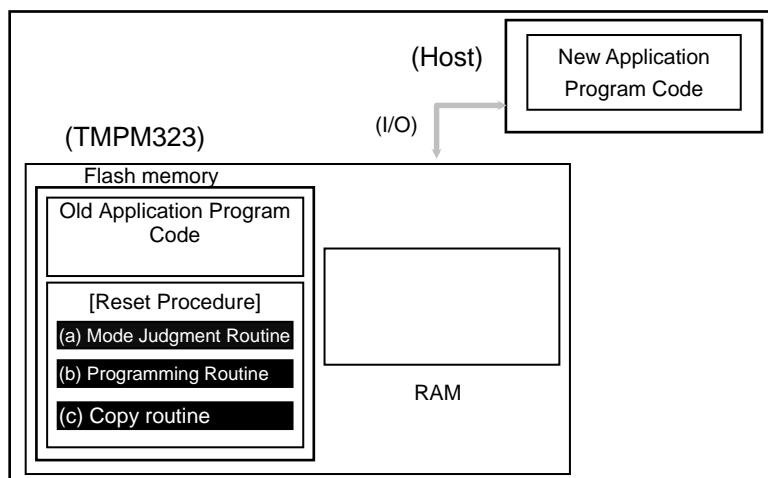 (Host)
New Application
Program Code
(I/O)
(TMPM323)
Flash memory
Old Application Program
Code
[Reset Procedure]
(a) Mode Judgment Routine
(b) Programming Routine
(c) Copy routine
RAM